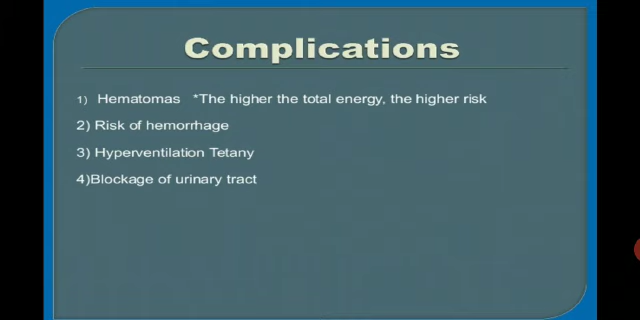 Complications
1) Hematomas *The higher the total energy, the higher risk
2) Risk of hemorrhage
3) Hyperventilation Tetany
4)Blockage of urinary tract